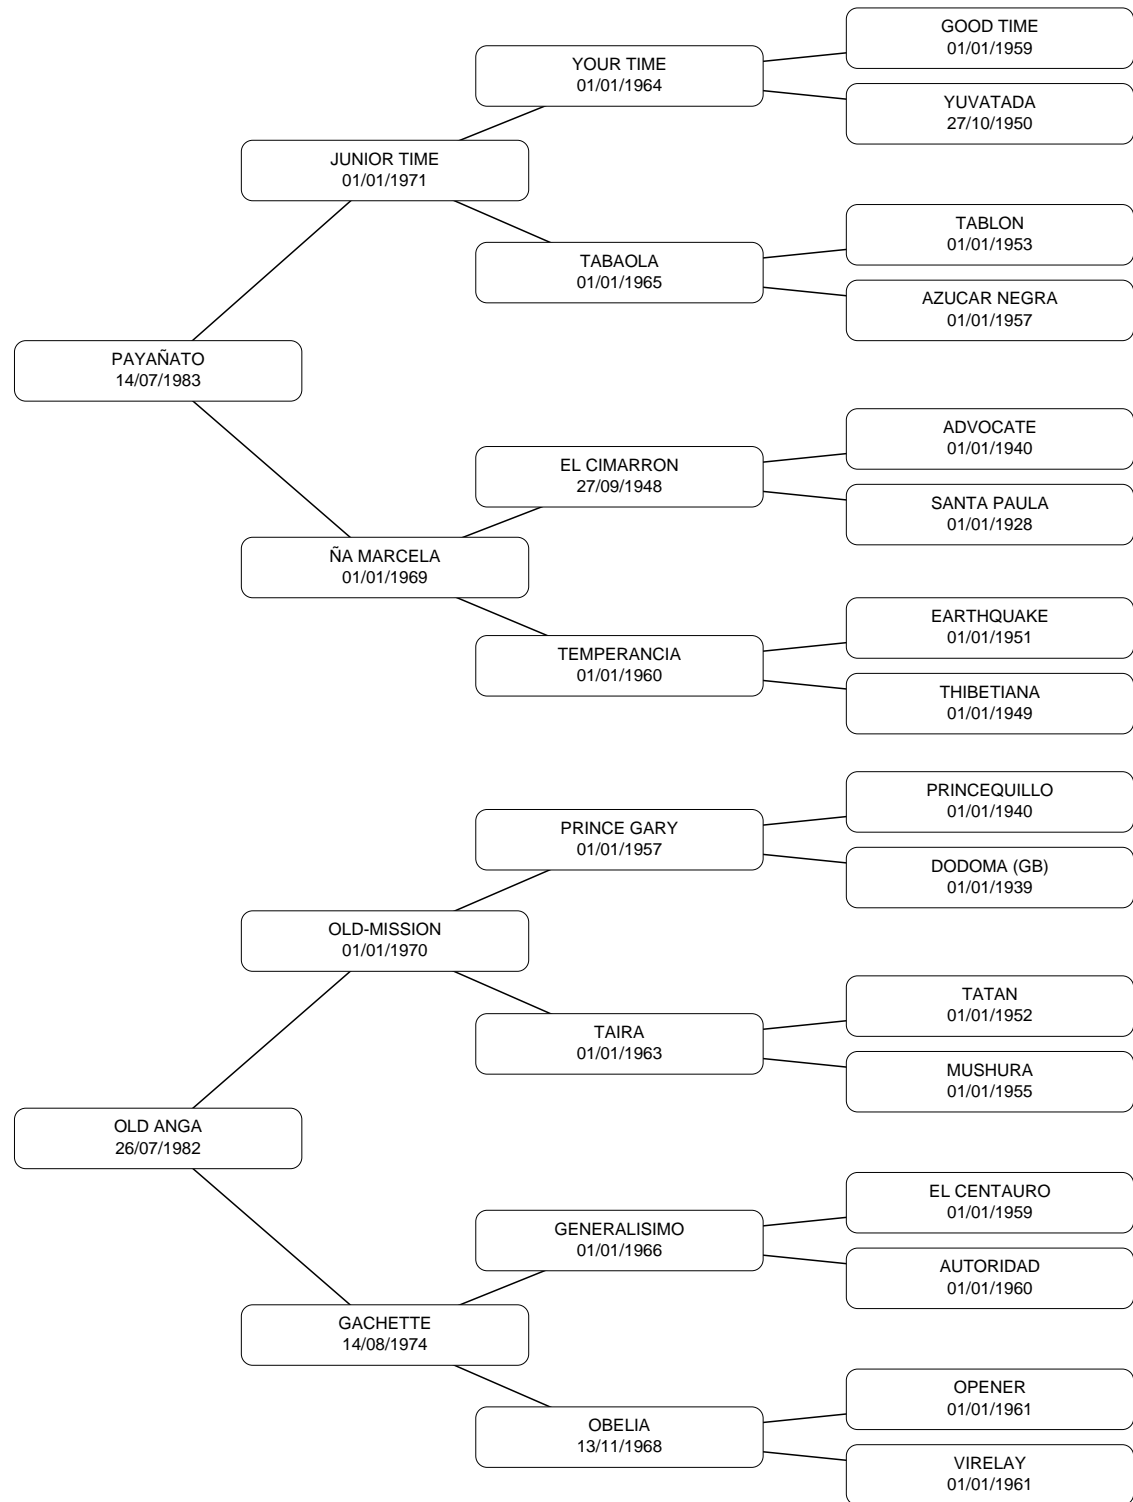 GOOD TIME
01/01/1959
YOUR TIME
01/01/1964
YUVATADA
27/10/1950
JUNIOR TIME
01/01/1971
TABLON
01/01/1953
TABAOLA
01/01/1965
AZUCAR NEGRA
01/01/1957
PAYAÑATO
14/07/1983
ADVOCATE
01/01/1940
EL CIMARRON
27/09/1948
SANTA PAULA
01/01/1928
ÑA MARCELA
01/01/1969
EARTHQUAKE
01/01/1951
TEMPERANCIA
01/01/1960
THIBETIANA
01/01/1949
PRINCEQUILLO
01/01/1940
PRINCE GARY
01/01/1957
DODOMA (GB)
01/01/1939
OLD-MISSION
01/01/1970
TATAN
01/01/1952
TAIRA
01/01/1963
MUSHURA
01/01/1955
OLD ANGA
26/07/1982
EL CENTAURO
01/01/1959
GENERALISIMO
01/01/1966
AUTORIDAD
01/01/1960
GACHETTE
14/08/1974
OPENER
01/01/1961
OBELIA
13/11/1968
VIRELAY
01/01/1961